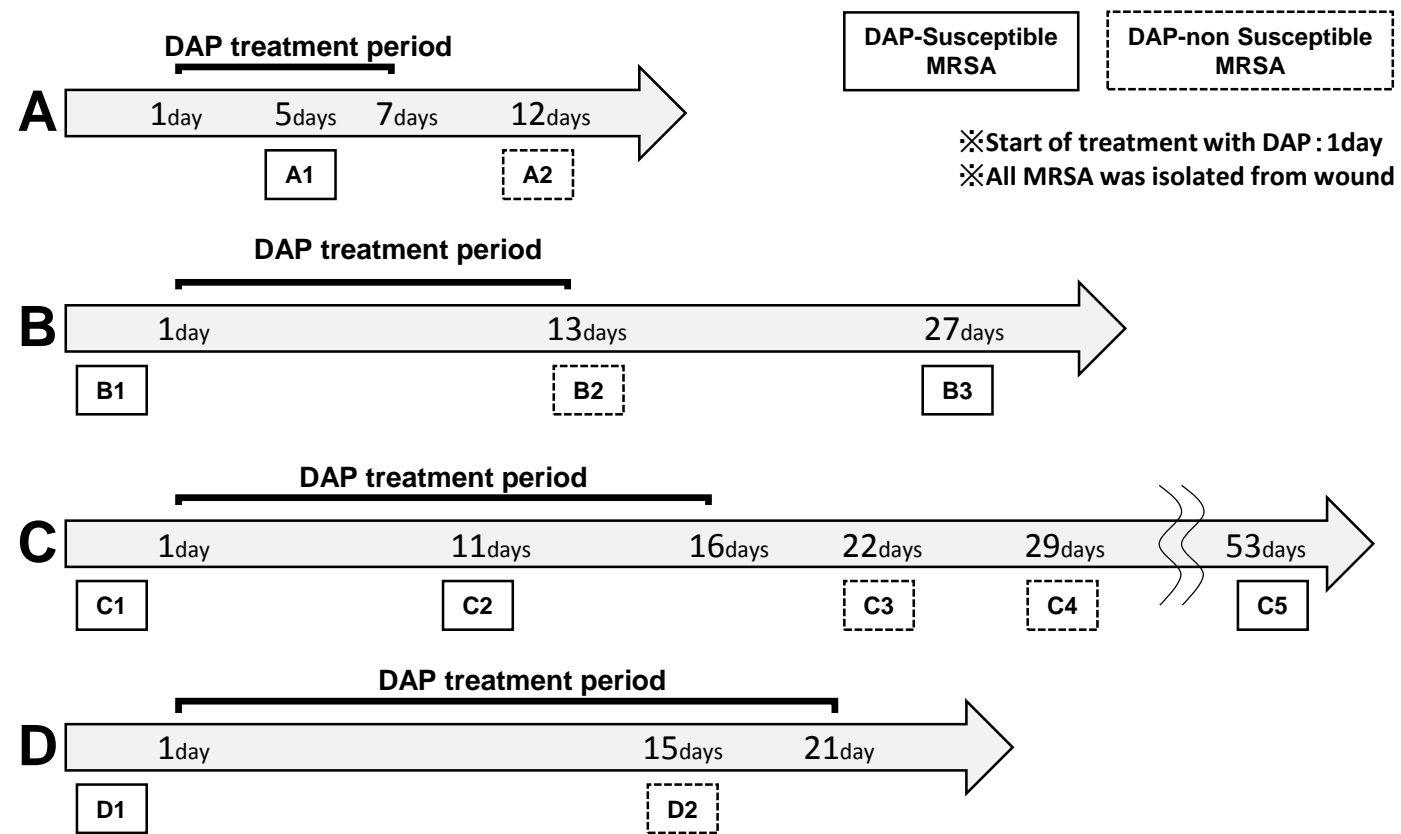 DAP treatment period
DAP-Susceptible
MRSA
DAP-non Susceptible
MRSA
A
1day 5days 7days 12days
A1 A2
※Start of treatment with DAP:1day
※All MRSA was isolated from wound
DAP treatment period
B
1day 13days 27days
B1 B2 B3
DAP treatment period
C
1day 11days 16days 22days 29days 53days
C1 C2 C3 C4 C5
DAP treatment period
D
1day 15days 21day
D1 D2